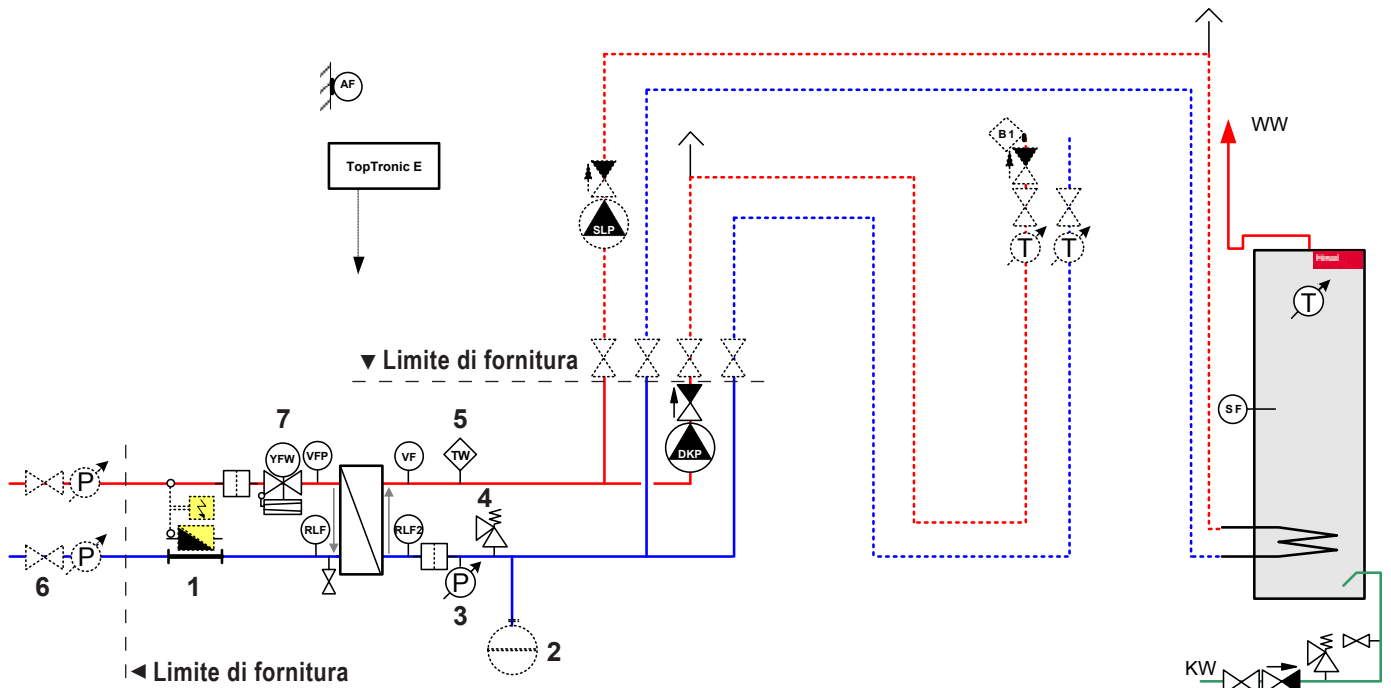 AF
WW
B1
TopTronic E
SLP
T
T
T
▼ Limite di fornitura
SF
7
5
YFW
VFP
VF
TW
DKP
P
4
RLF
RLF2
P
P
6
1
3
2
◄ Limite di fornitura
KW